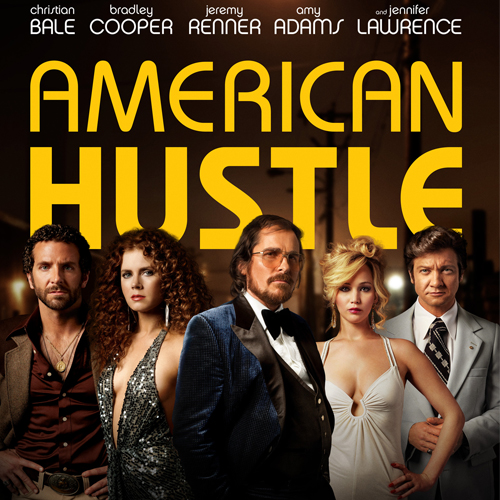 christian bradley jeremy amy and jennifer
BALE COOPER RENNER ADAMS LAWRENCE
AMERICAN
HUSTLE